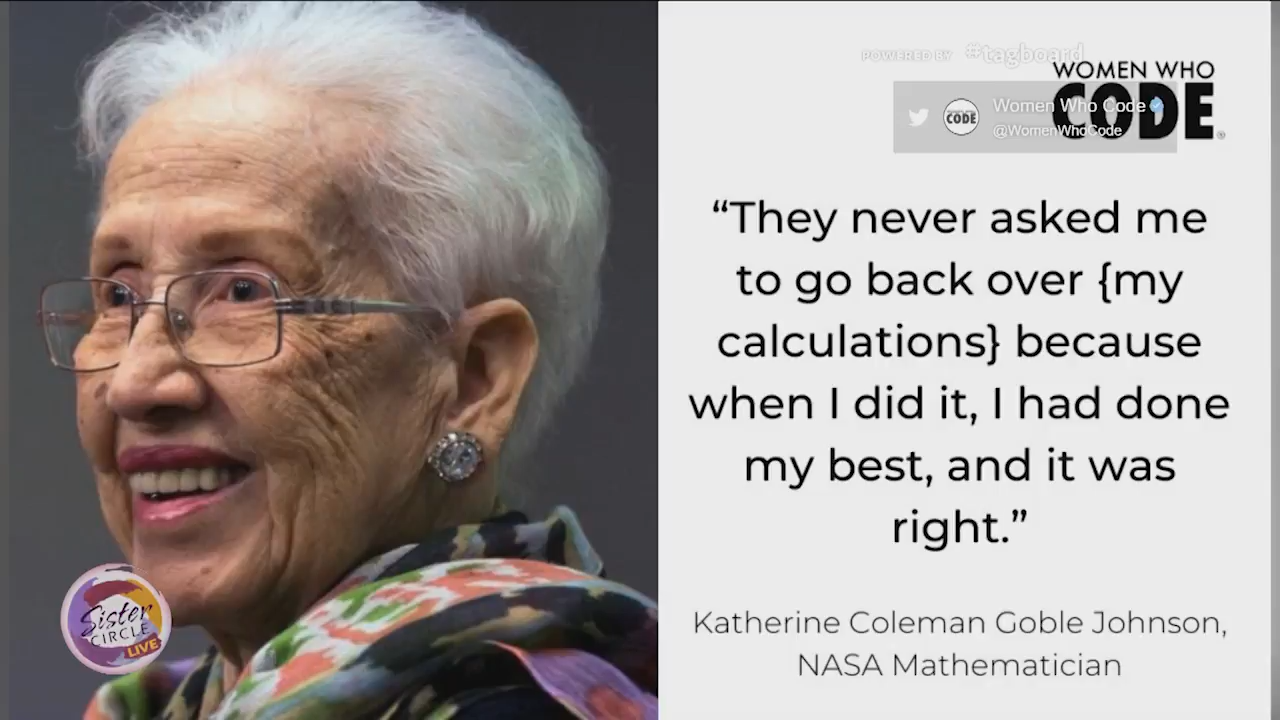 POWERED BY #tagboard
WOMEN WHO
CODE
Women Who Code
@WomenWhoCode
CODE
“They never asked me
to go back over {my
calculations} because
when I did it, I had done
my best, and it was
right.”
Katherine Coleman Goble Johnson,
NASA Mathematician
Sister
CIRCLE
LIVE